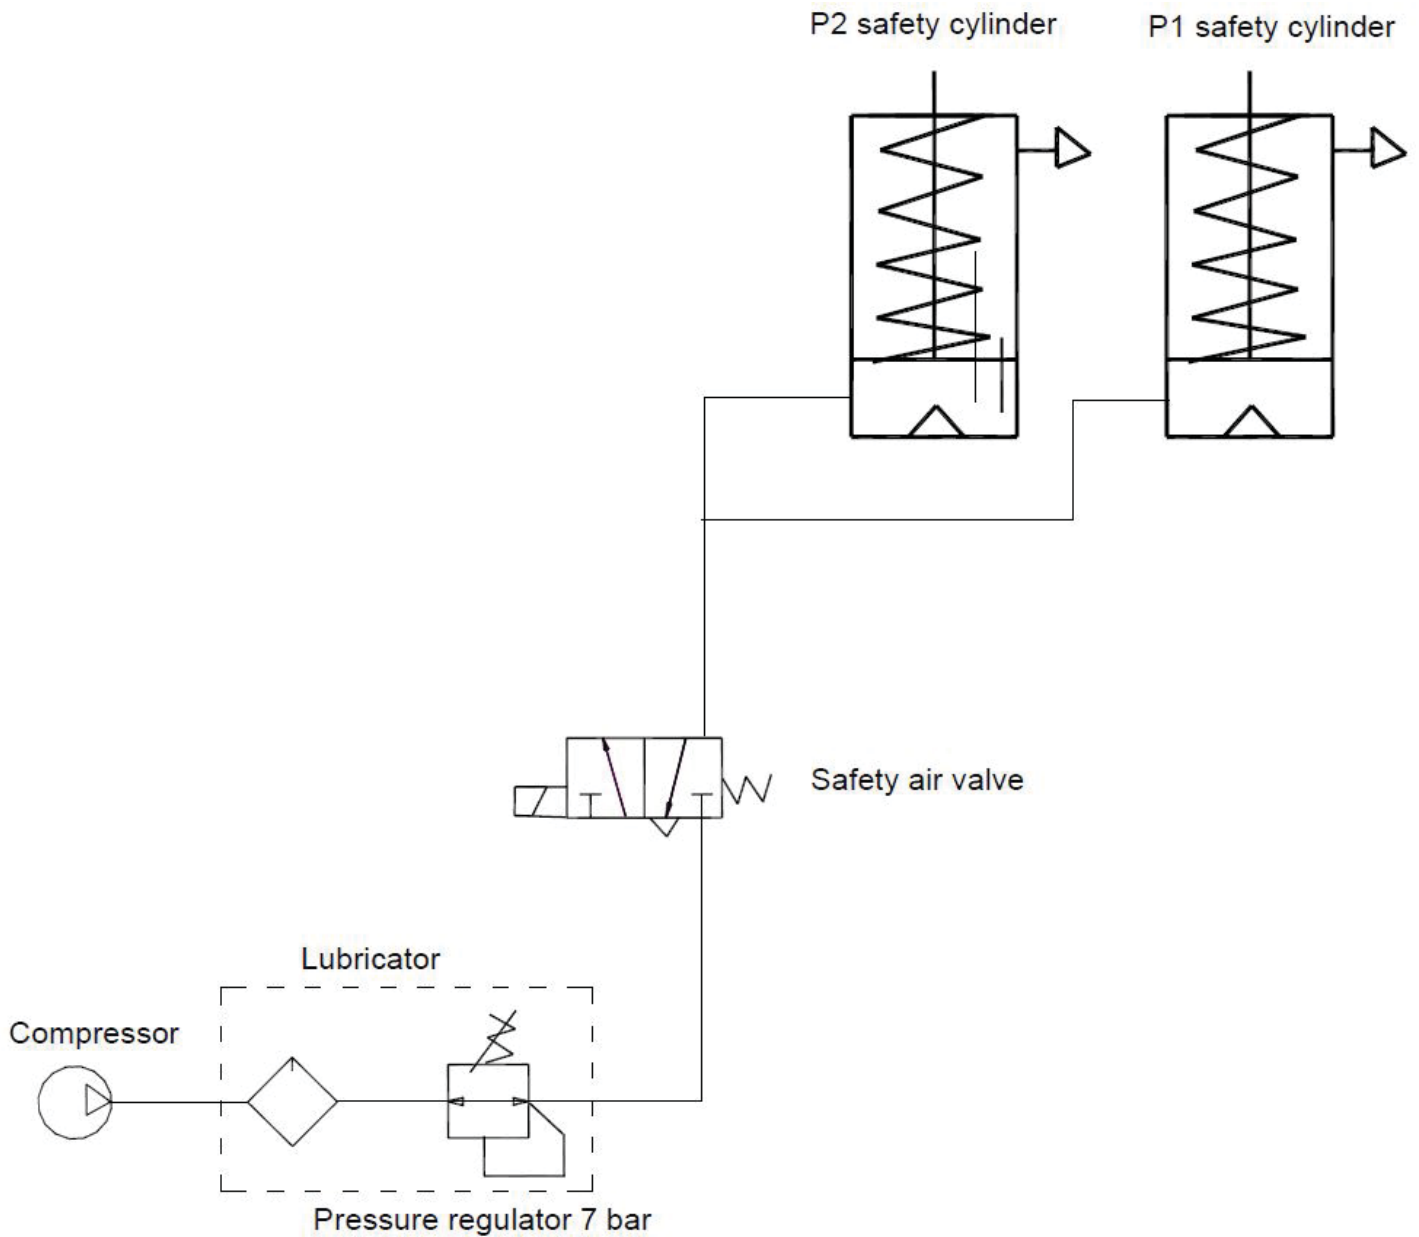 P2 safety cylinder
P1 safety cylinder
Safety air valve
Lubricator
Compressor
Pressure regulator 7 bar